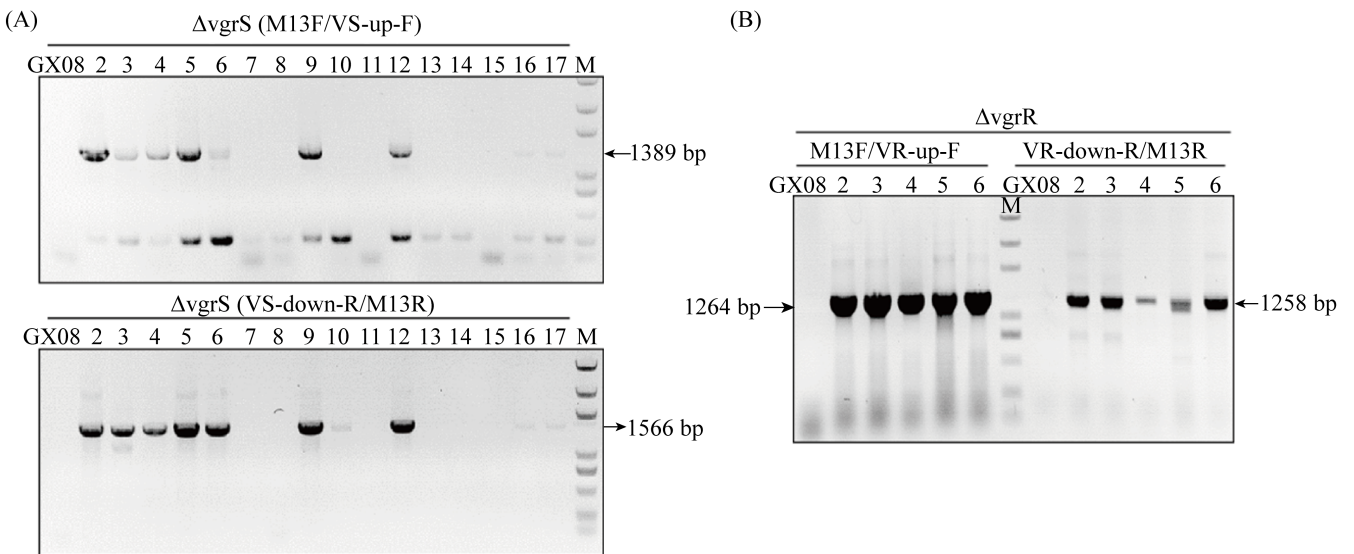 (A)
ΔvgrS (M13F/VS-up-F)
GX08 2 3 4 5 6 7 8 9 10 11 12 13 14 15 16 17 M
1389 bp
ΔvgrS (VS-down-R/M13R)
GX08 2 3 4 5 6 7 8 9 10 11 12 13 14 15 16 17 M
1566 bp
(B)
ΔvgrR
M13F/VR-up-F VR-down-R/M13R
GX08 2 3 4 5 6 GX08 2 3 4 5 6
M
1264 bp 1258 bp